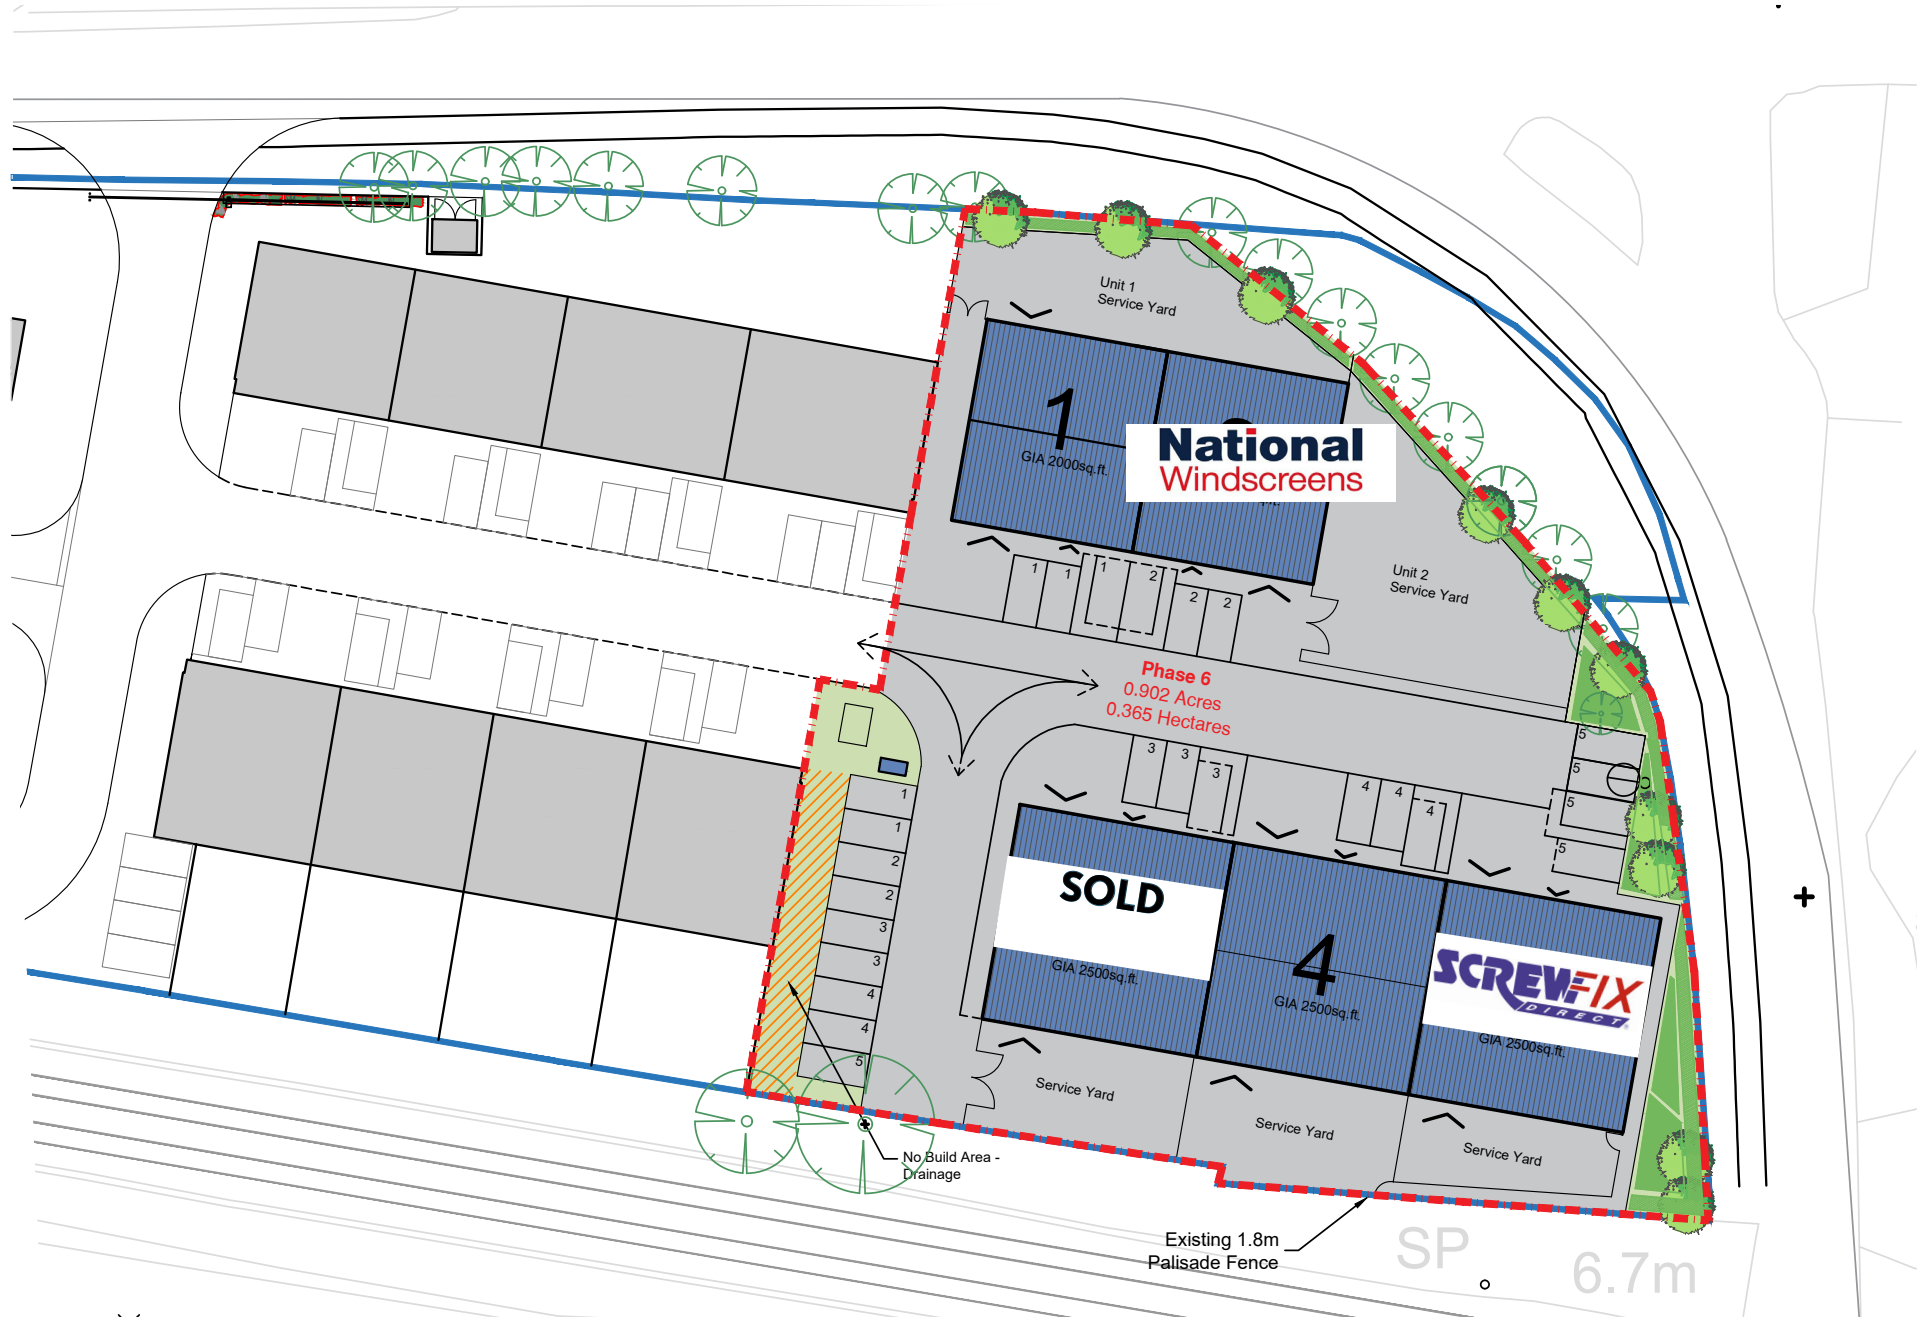 Unit 1
Service Yard
1
GIA 2000sq.ft.
National
Windscreens
Unit 2
Service Yard
1
1
1
2
2
2
Phase 6
0.902 Acres
0.365 Hectares
3
3
3
4
4
4
5
5
5
5
1
1
2
2
3
3
4
4
5
SOLD
GIA 2500sq.ft.
4
GIA 2500sq.ft.
SCREWFIX
DIRECT
GIA 2500sq.ft.
Service Yard
Service Yard
Service Yard
No Build Area -
Drainage
Existing 1.8m
Palisade Fence
SP
6.7m